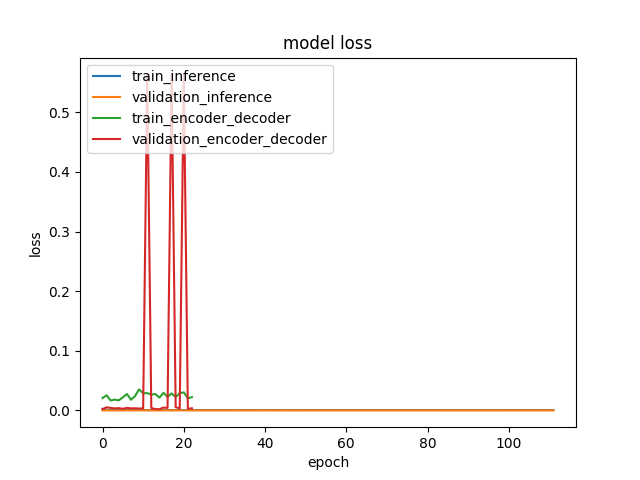 model loss
train_inference
validation_inference
train_encoder_decoder
validation_encoder_decoder
loss
0.5
0.4
0.3
0.2
0.1
0.0
0 20 40 60 80 100
epoch